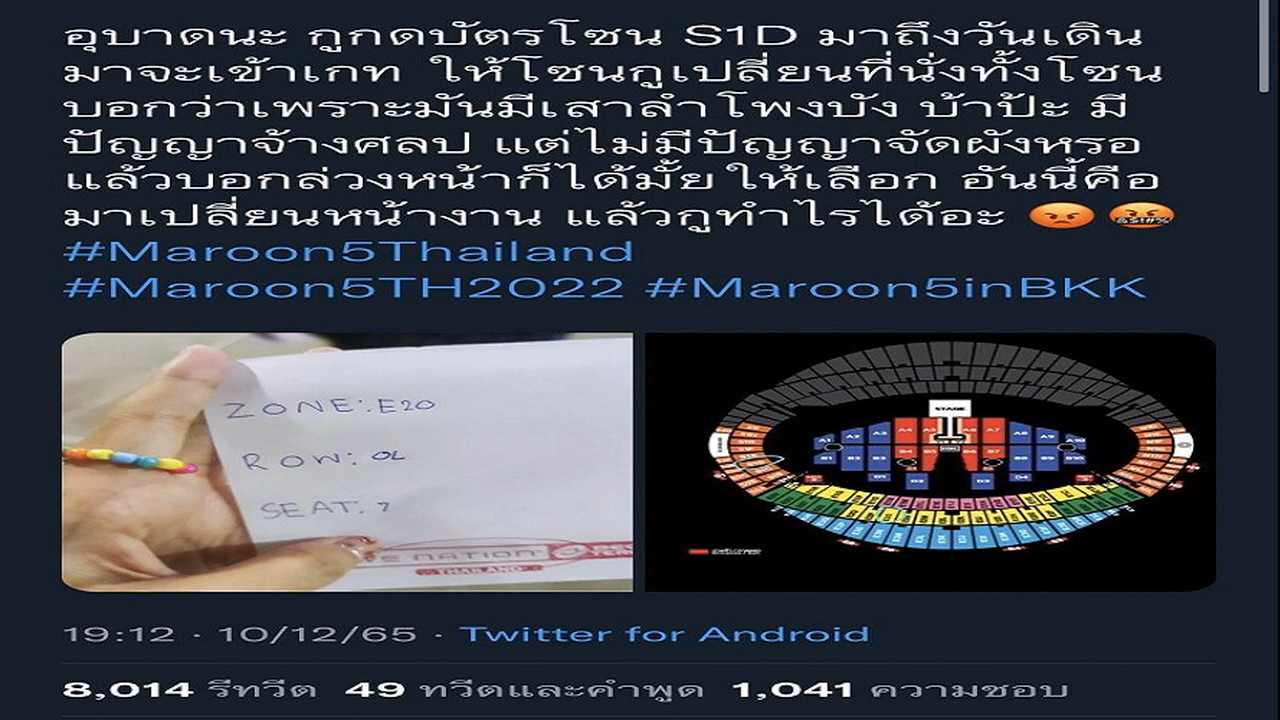 อุบาดนะ กูกดบัตรโซน S1D มาถึงวันเดิน
มาจะเข้าเกท ให้โซนกูเปลี่ยนที่นั่งทั้งโซน
บอกว่าเพราะมันมีเสาลำโพงบัง บ้าป้ะ มี
ปัญญาจ้างศลป แต่ไม่มีปัญญาจัดผังหรอ
แล้วบอกล่วงหน้าก็ได้มั้ย ให้เลือก อันนี้คือ
มาเปลี่ยนหน้างาน แล้วกูทำไรได้อะ 😡 🤬
#Maroon5Thailand
#Maroon5TH2022 #Maroon5inBKK
ZONE: E20
ROW: OL
SEAT: 7
NATION
THAILAND
STAGE
19:12 · 10/12/65 · Twitter for Android
8,014 รีทวีต 49 ทวีตและคำพูด 1,041 ความชอบ